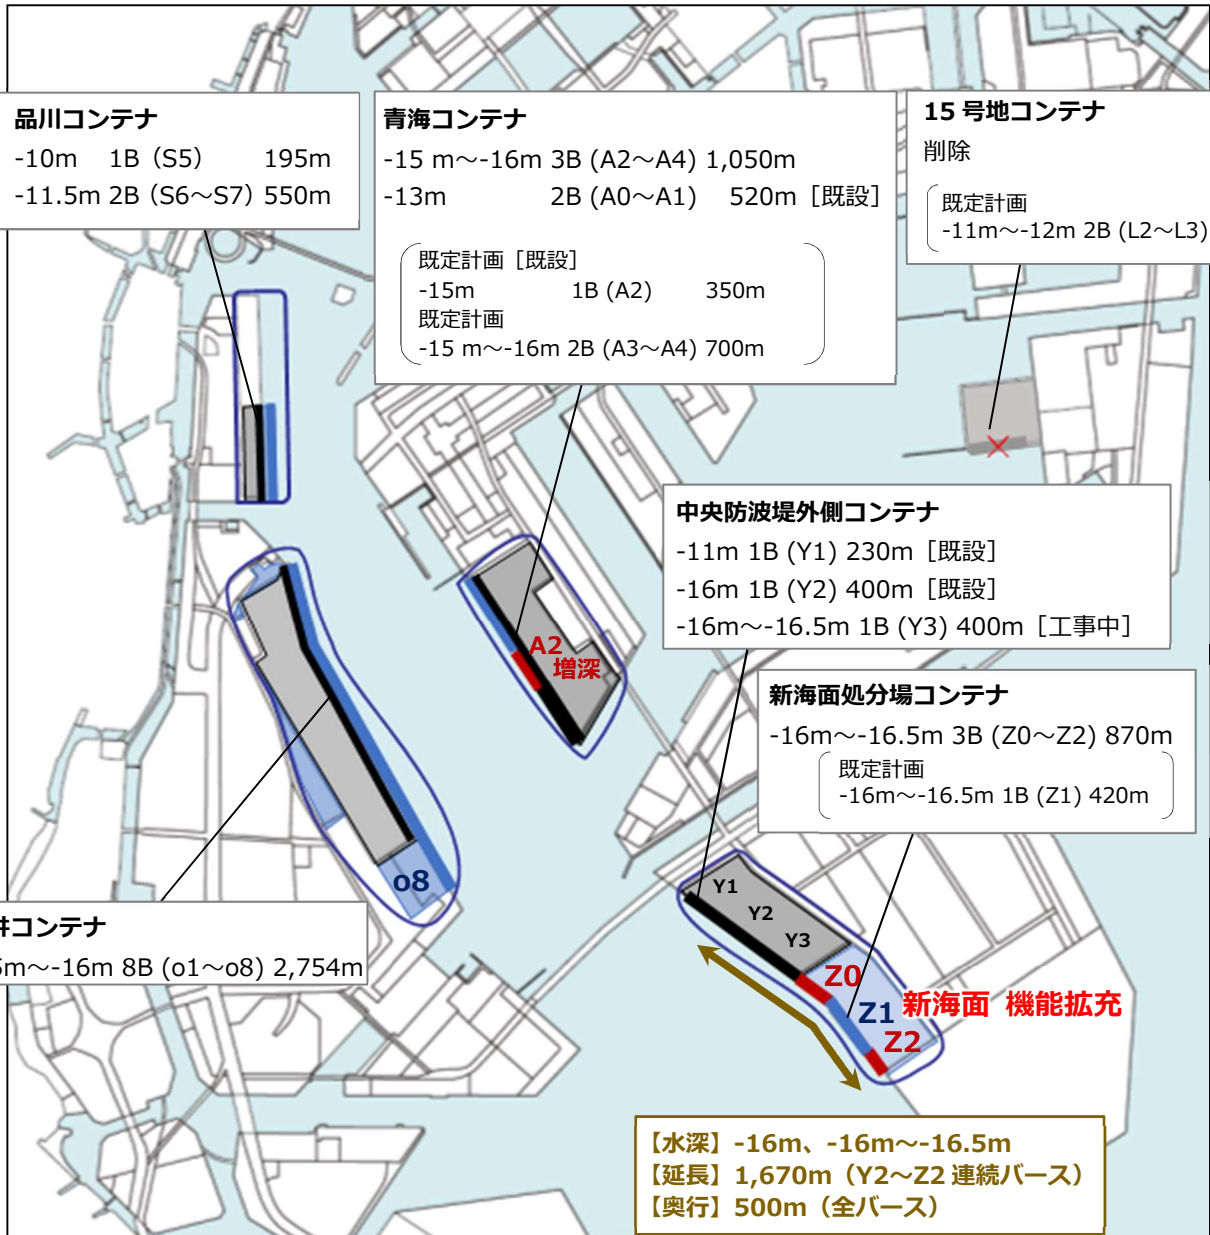 品川コンテナ
-10m 1B（S5） 195m
-11.5m 2B（S6～S7）550m
青海コンテナ
-15 m～-16m 3B (A2～A4) 1,050m
-13m 2B (A0～A1) 520m［既設］
既定計画［既設］
-15m 1B (A2) 350m
既定計画
-15 m～-16m 2B (A3～A4) 700m
15 号地コンテナ
削除
既定計画
-11m～-12m 2B (L2～L3)
中央防波堤外側コンテナ
-11m 1B (Y1) 230m［既設］
-16m 1B (Y2) 400m［既設］
-16m～-16.5m 1B (Y3) 400m［工事中］
A2
増深
新海面処分場コンテナ
-16m～-16.5m 3B (Z0～Z2) 870m
既定計画
-16m～-16.5m 1B (Z1) 420m
o8
井コンテナ
5m～-16m 8B (o1～o8) 2,754m
Y1
Y2
Y3
Z0
Z1
Z2
新海面 機能拡充
【水深】-16m、-16m～-16.5m
【延長】1,670m（Y2～Z2 連続バース）
【奥行】500m（全バース）